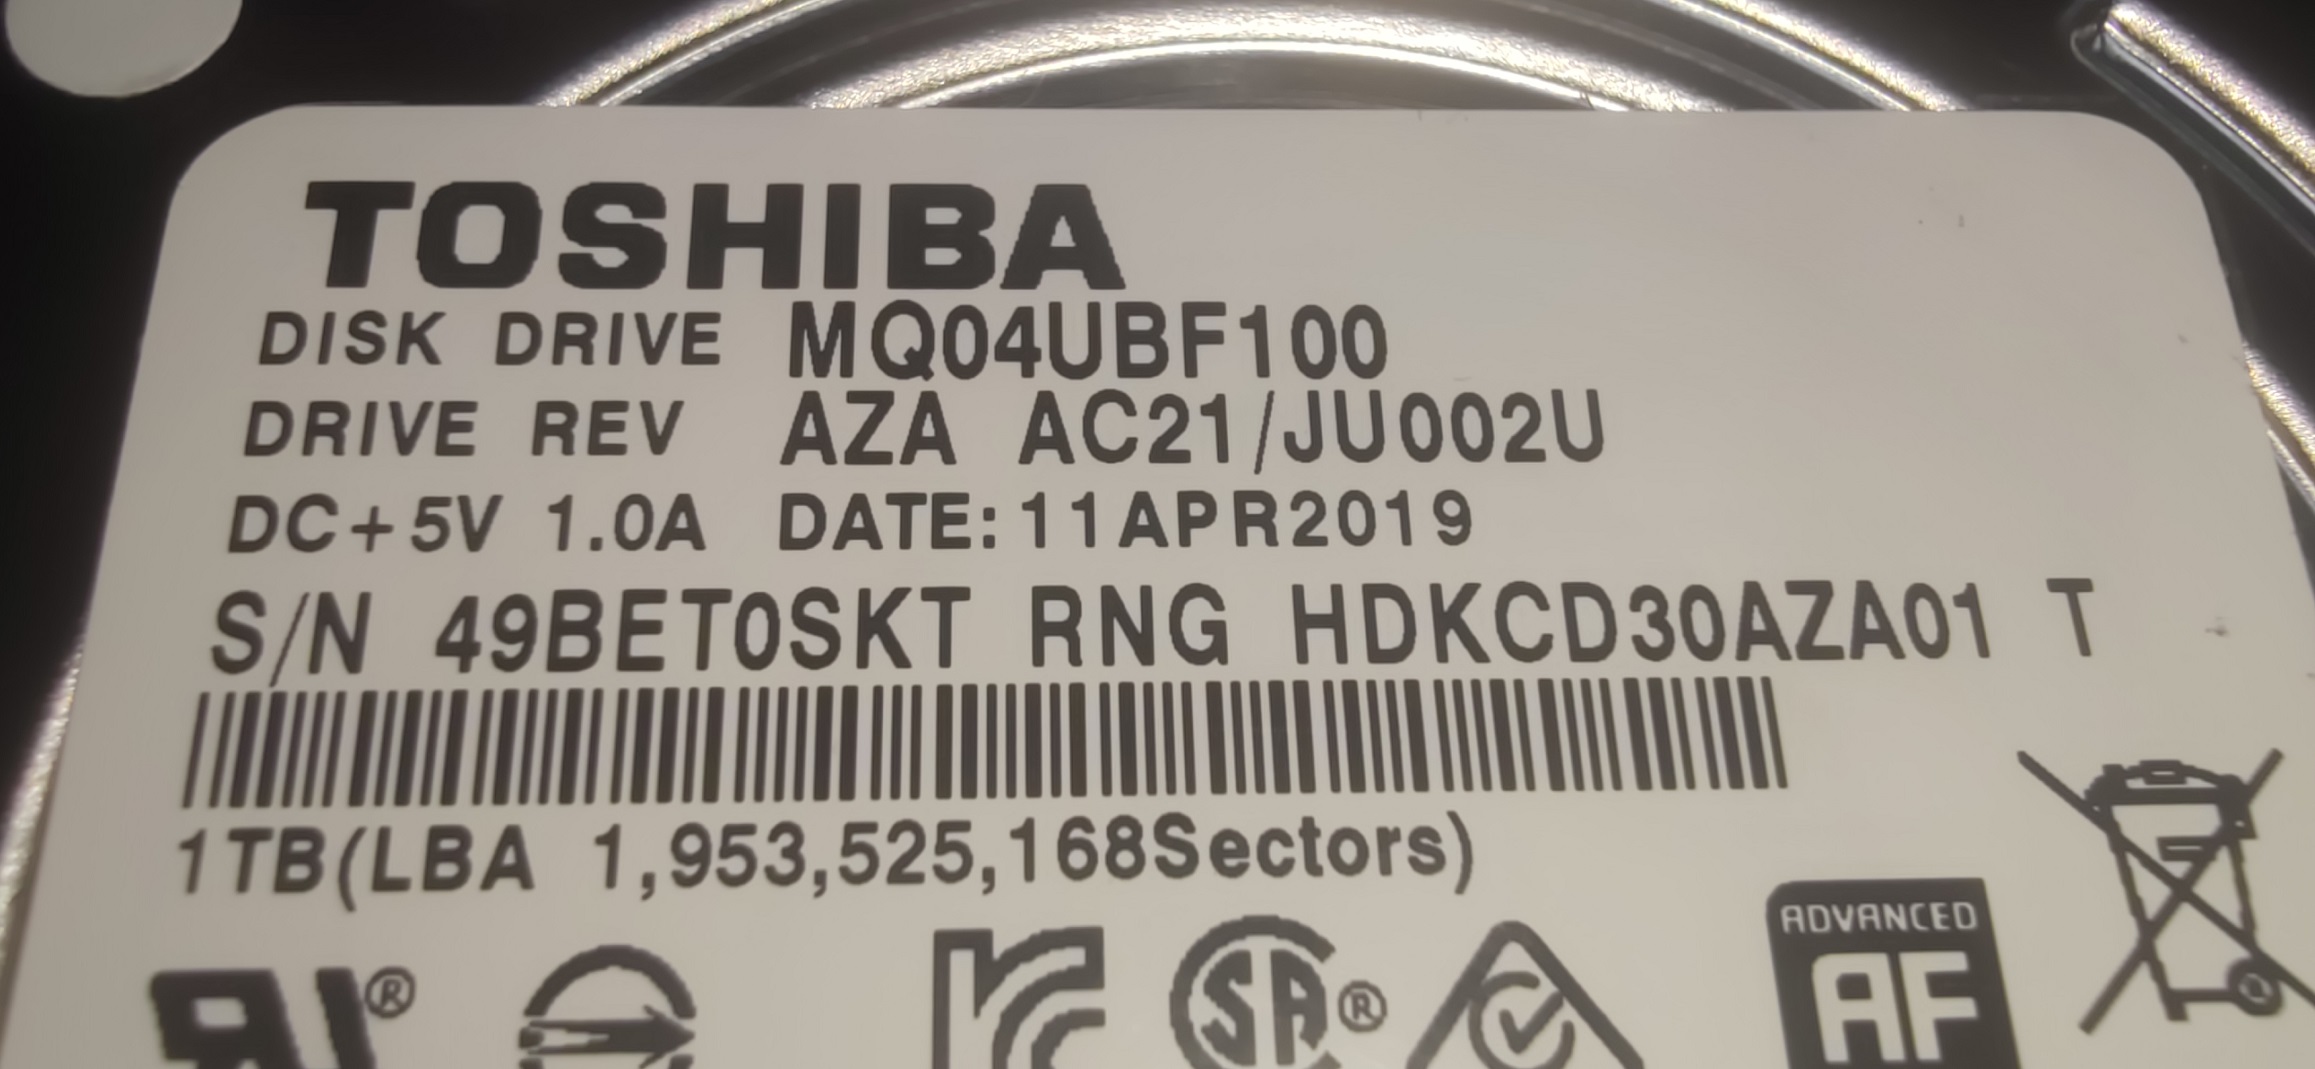 TOSHIBA
DISK DRIVE MQ04UBF100
DRIVE REV AZA AC21/JU002U
DC+5V 1.0A DATE:11APR2019
S/N 49BET0SKT RNG HDKCD30AZA01 T
1TB(LBA 1,953,525,168Sectors)
ADVANCED
AF
SA®
®